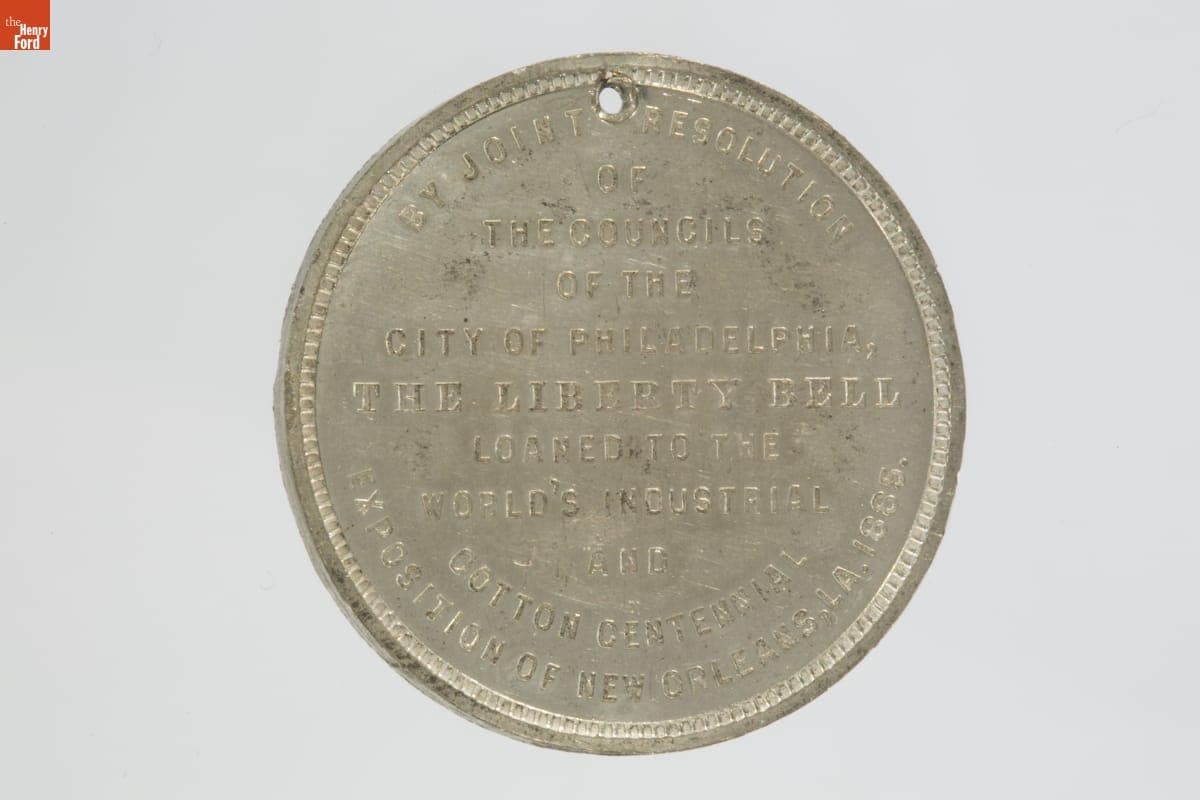 the
Henry
Ford
BY JOINT RESOLUTION
OF
THE COUNCILS
OF THE
CITY OF PHILADELPHIA,
THE LIBERTY BELL
LOANED TO THE
WORLD'S INDUSTRIAL
AND
COTTON CENTENNIAL
EXPOSITION OF NEW ORLEANS, LA. 1885.